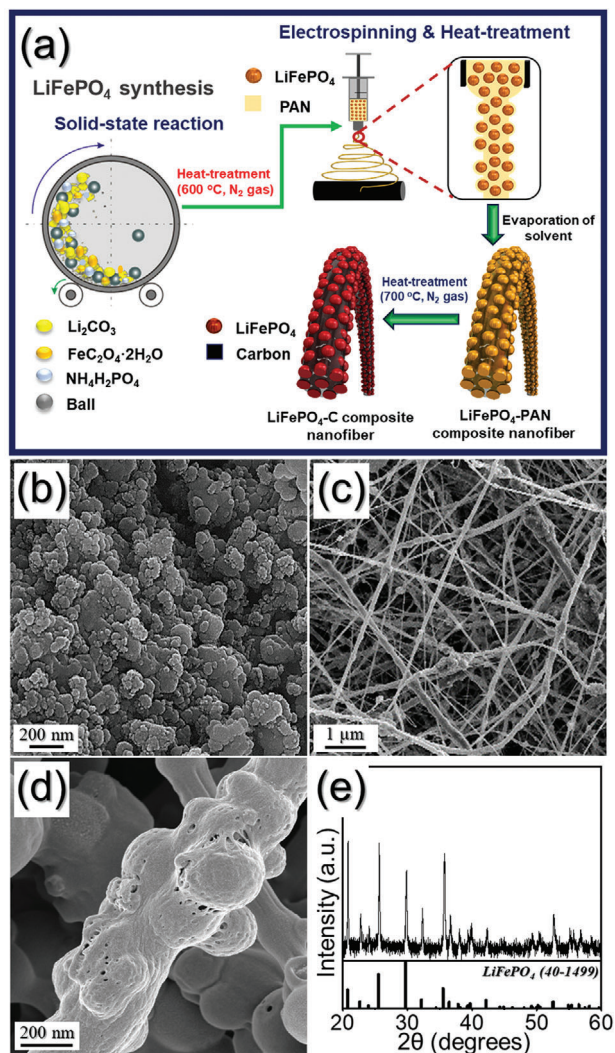 (a)
Electrospinning & Heat-treatment
LiFePO₄ synthesis
Solid-state reaction
Heat-treatment
(600 ºC, N₂ gas)
LiFePO₄
PAN
Evaporation of
solvent
Li₂CO₃
FeC₂O₄·2H₂O
NH₄H₂PO₄
Ball
LiFePO₄
Carbon
Heat-treatment
(700 ºC, N₂ gas)
LiFePO₄-C composite
nanofiber
LiFePO₄-PAN
composite nanofiber
(b)
200 nm
(c)
1 µm
(d)
200 nm
(e)
Intensity (a.u.)
LiFePO₄ (40-1499)
20 30 40 50 60
2θ (degrees)